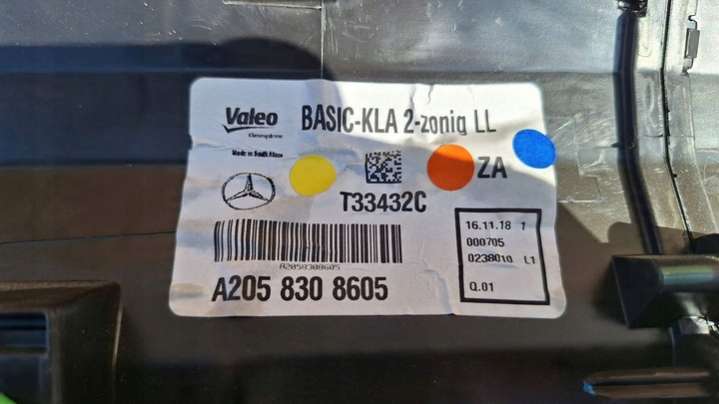 Valeo
BASIC-KLA 2-zonig LL
Made in South Africa
ZA
T33432C
A2058308605
A205 830 8605
16.11.18 1
000705
0238010 L1
Q.01